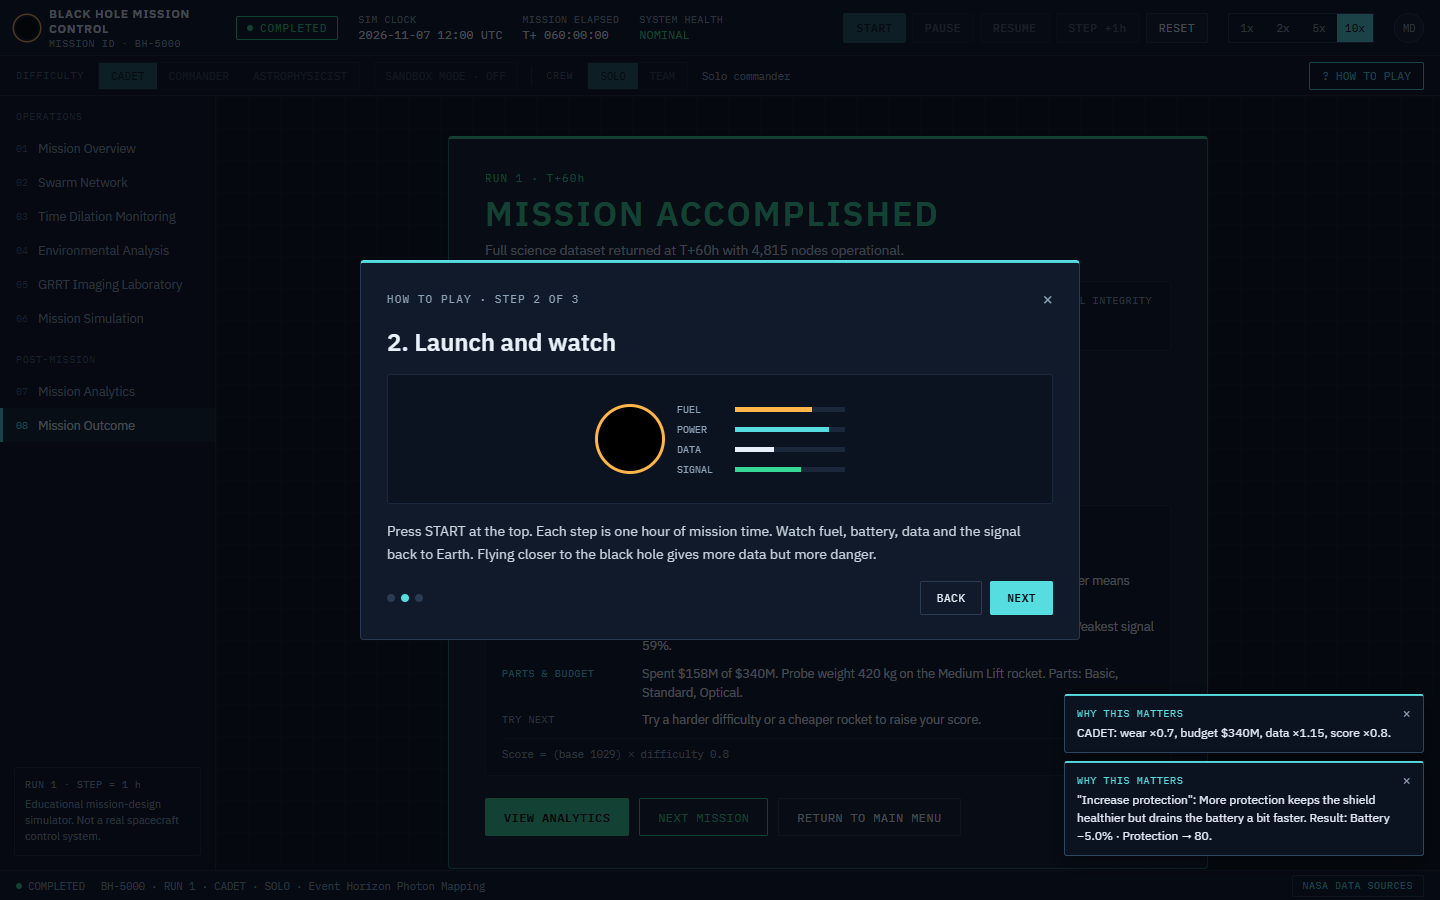 BLACK HOLE MISSION
CONTROL
MISSION ID · BH-5000
COMPLETED
SIM CLOCK
2026-11-07 12:00 UTC
MISSION ELAPSED
T+ 060:00:00
SYSTEM HEALTH
NOMINAL
START
PAUSE
RESUME
STEP +1h
RESET
1x
2x
5x
10x
MD
DIFFICULTY
CADET
COMMANDER
ASTROPHYSICIST
SANDBOX MODE · OFF
CREW
SOLO
TEAM
Solo commander
? HOW TO PLAY
OPERATIONS
01 Mission Overview
02 Swarm Network
03 Time Dilation Monitoring
04 Environmental Analysis
05 GRRT Imaging Laboratory
06 Mission Simulation
POST-MISSION
07 Mission Analytics
08 Mission Outcome
RUN 1 · STEP = 1 h
Educational mission-design
simulator. Not a real spacecraft
control system.
RUN 1 · T+60h
MISSION ACCOMPLISHED
Full science dataset returned at T+60h with 4,815 nodes operational.
L INTEGRITY
HOW TO PLAY · STEP 2 OF 3
×
2. Launch and watch
FUEL
POWER
DATA
SIGNAL
Press START at the top. Each step is one hour of mission time. Watch fuel, battery, data and the signal
back to Earth. Flying closer to the black hole gives more data but more danger.
BACK
NEXT
er means
eakest signal
59%.
PARTS & BUDGET
Spent $158M of $340M. Probe weight 420 kg on the Medium Lift rocket. Parts: Basic,
Standard, Optical.
TRY NEXT
Try a harder difficulty or a cheaper rocket to raise your score.
Score = (base 1029) × difficulty 0.8
VIEW ANALYTICS
NEXT MISSION
RETURN TO MAIN MENU
WHY THIS MATTERS
×
CADET: wear ×0.7, budget $340M, data ×1.15, score ×0.8.
WHY THIS MATTERS
×
"Increase protection": More protection keeps the shield
healthier but drains the battery a bit faster. Result: Battery
−5.0% · Protection → 80.
COMPLETED
BH-5000 · RUN 1 · CADET · SOLO · Event Horizon Photon Mapping
NASA DATA SOURCES